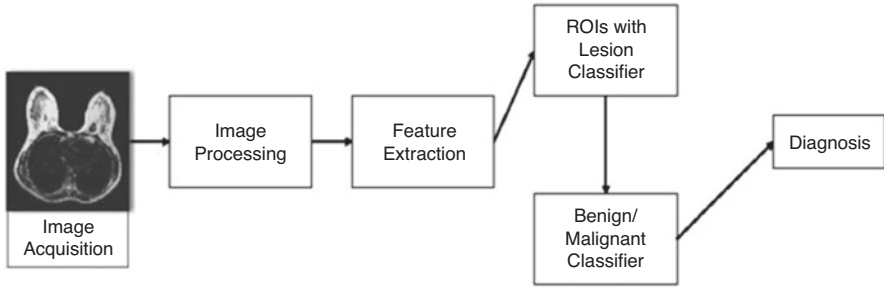 Image
Acquisition
Image
Processing
Feature
Extraction
ROIs with
Lesion
Classifier
Benign/
Malignant
Classifier
Diagnosis